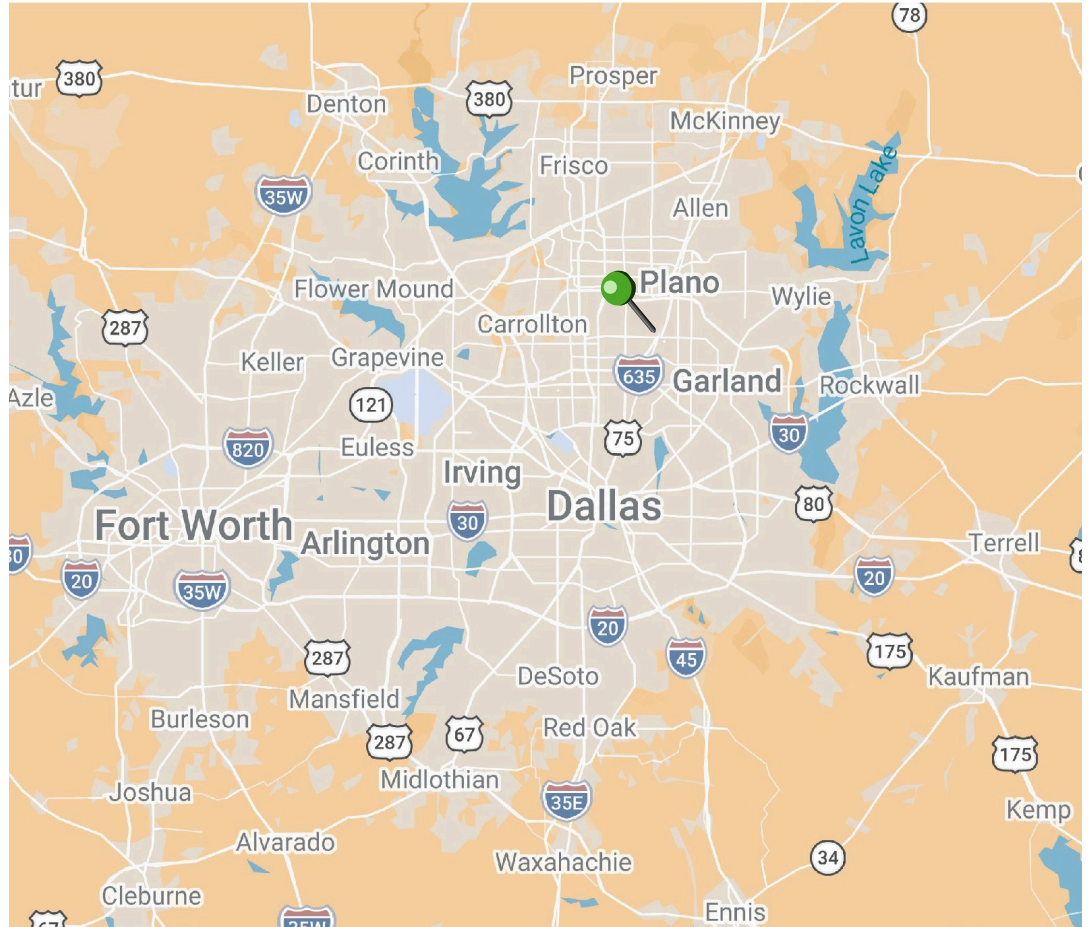 78
Prosper
380
tur
380
Denton
McKinney
Corinth
Frisco
35W
Lavon Lake
Allen
Plano
Flower Mound
Wylie
287
Carrollton
Keller
Grapevine
635
Garland
Rockwall
Azle
121
30
820
Euless
75
Irving
Dallas
80
Fort Worth
30
Arlington
Terrell
30
20
35W
20
20
287
45
175
DeSoto
Kaufman
Mansfield
Burleson
Red Oak
287
67
175
Midlothian
Joshua
35E
Kemp
Alvarado
Waxahachie
34
Cleburne
Ennis
67
35W